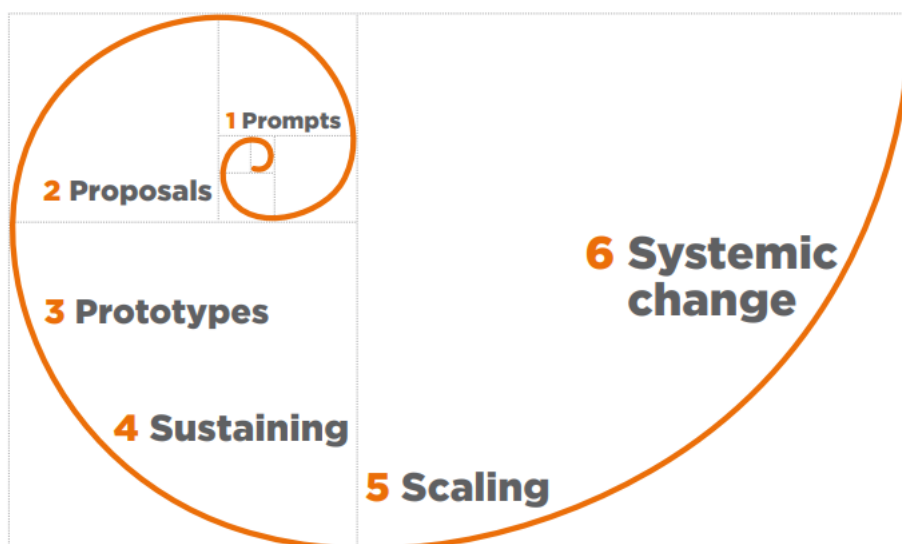 1 Prompts
2 Proposals
3 Prototypes
4 Sustaining
5 Scaling
6 Systemic
change